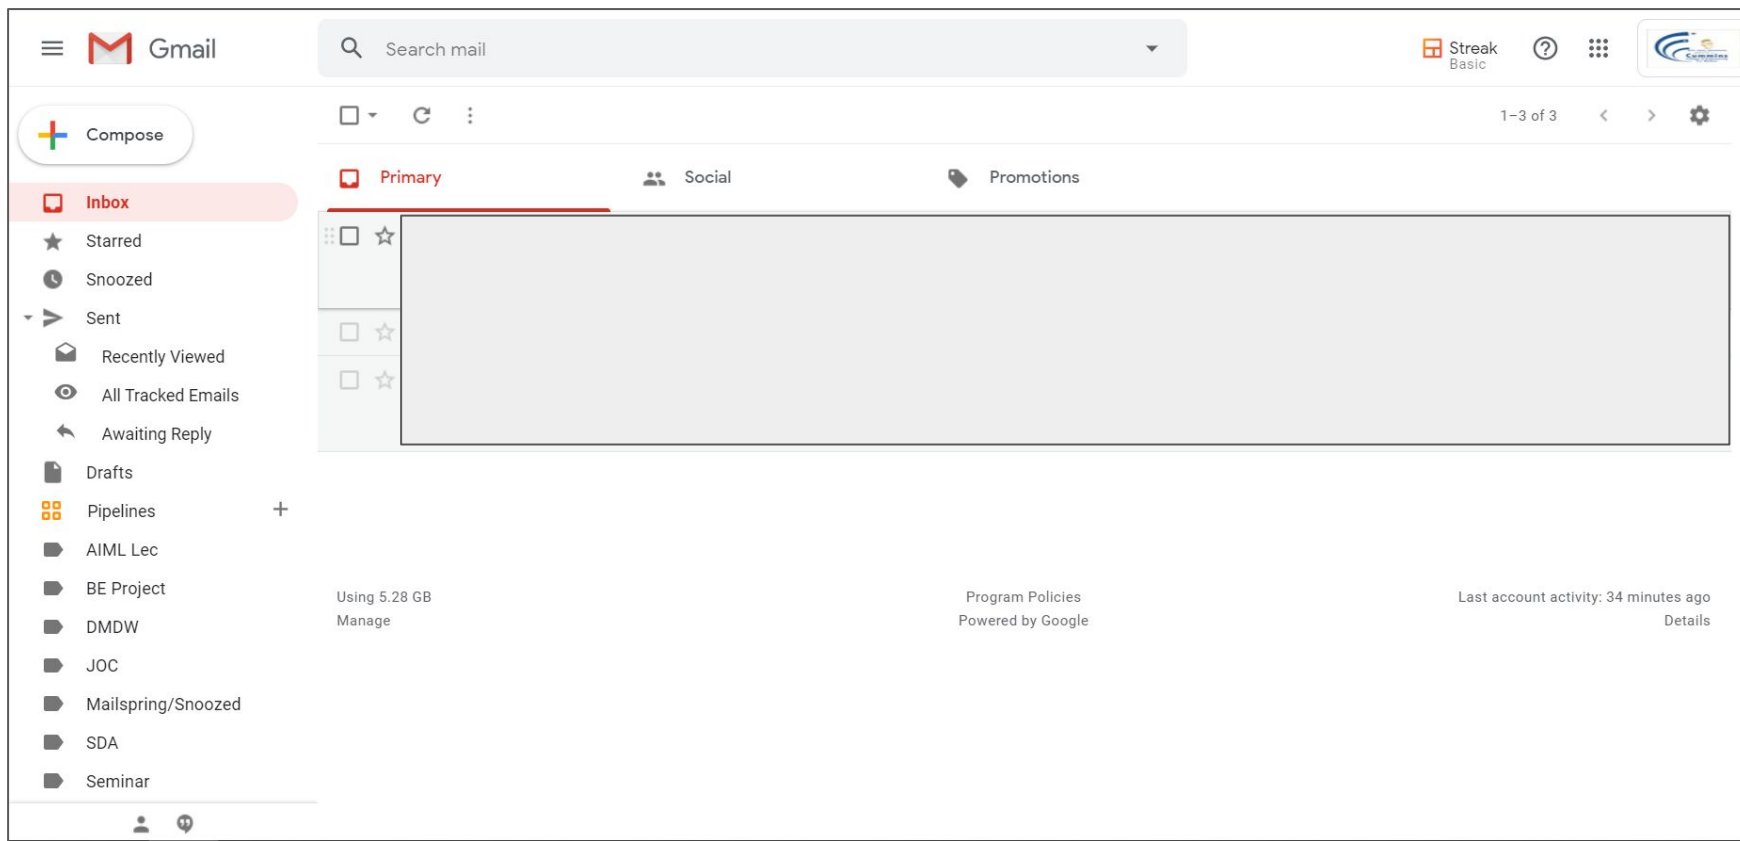 Gmail
Search mail
Streak
Basic
Cummins
Compose
1–3 of 3
Primary
Social
Promotions
Inbox
Starred
Snoozed
Sent
Recently Viewed
All Tracked Emails
Awaiting Reply
Drafts
Pipelines
AIML Lec
BE Project
DMDW
JOC
Mailspring/Snoozed
SDA
Seminar
Using 5.28 GB
Manage
Program Policies
Powered by Google
Last account activity: 34 minutes ago
Details